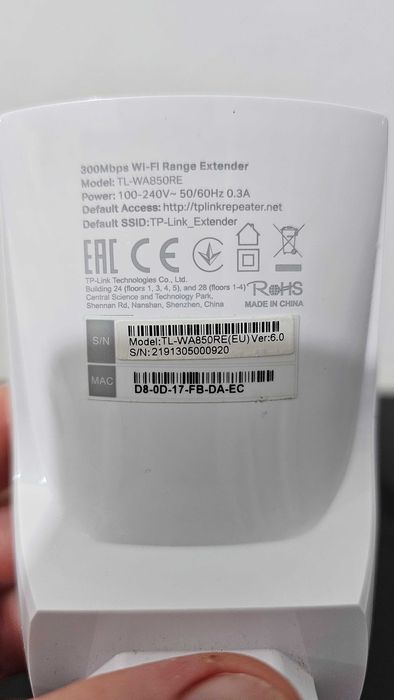 300Mbps Wi-Fi Range Extender
Model: TL-WA850RE
Power: 100-240V~ 50/60Hz 0.3A
Default Access: http://tplinkrepeater.net
Default SSID:TP-Link_Extender
EAC CE
TP-Link Technologies Co., Ltd.
Building 24 (floors 1, 3, 4, 5), and 28 (floors 1-4)
Central Science and Technology Park,
Shennan Rd, Nanshan, Shenzhen, China
RoHS
MADE IN CHINA
S/N
Model:TL-WA850RE(EU) Ver:6.0
S/N:2191305000920
MAC
D8-0D-17-FB-DA-EC